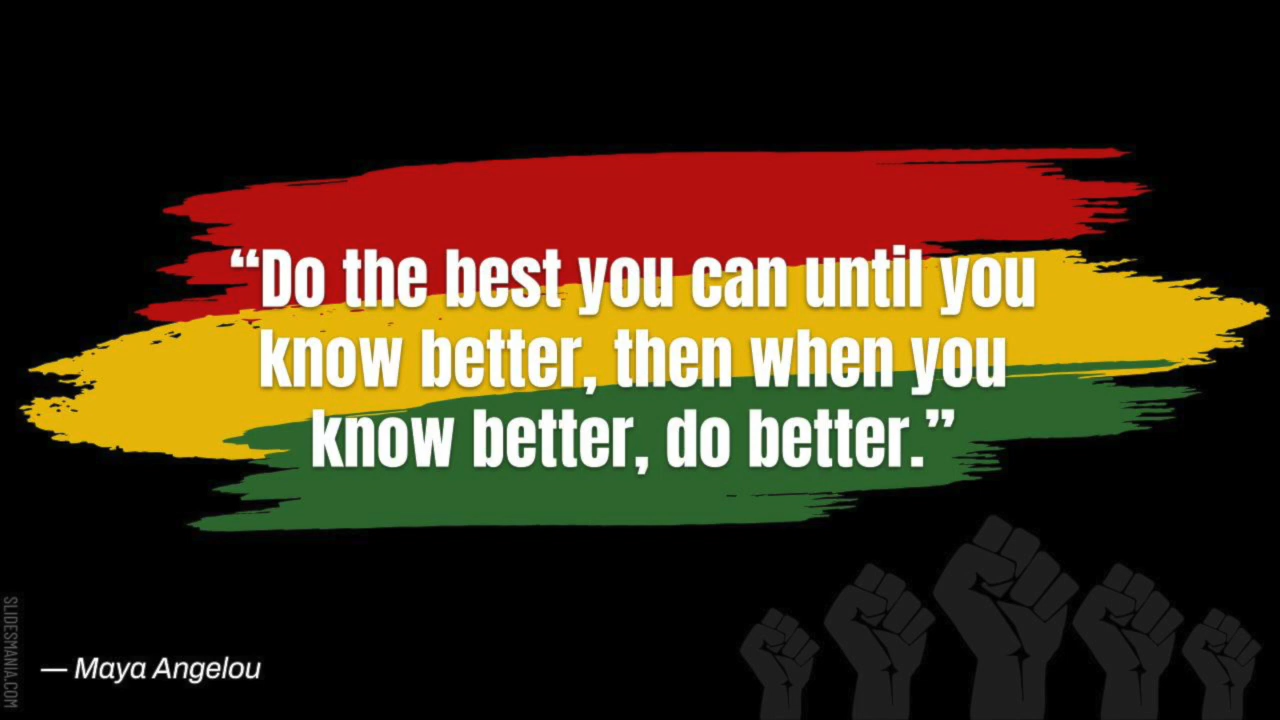 “Do the best you can until you
know better, then when you
know better, do better.”
— Maya Angelou
SLIDESMANIA.COM